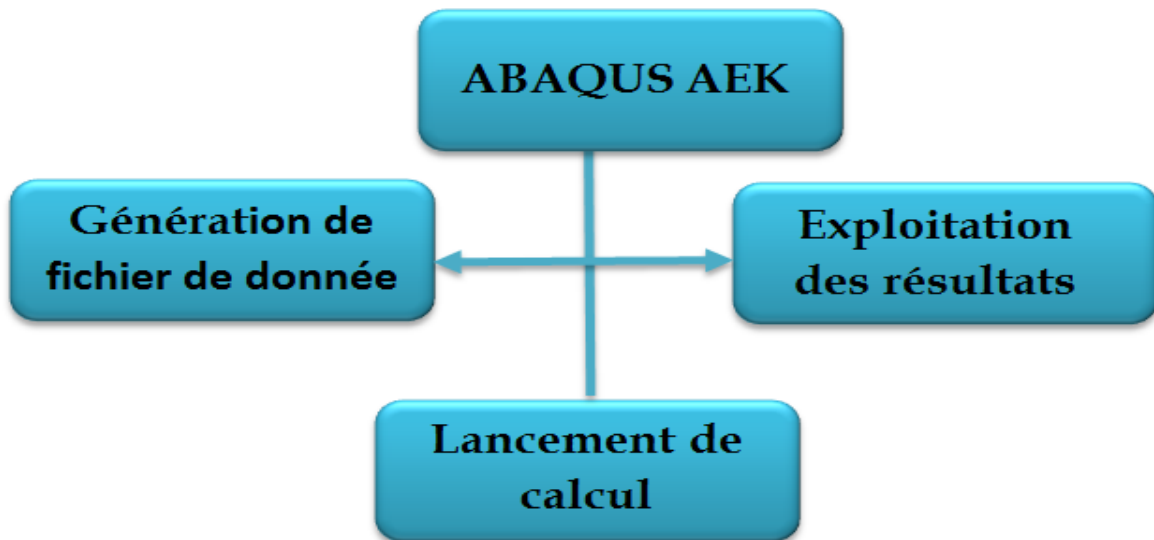 ABAQUS AEK
Génération de
fichier de donnée
Exploitation
des résultats
Lancement de
calcul